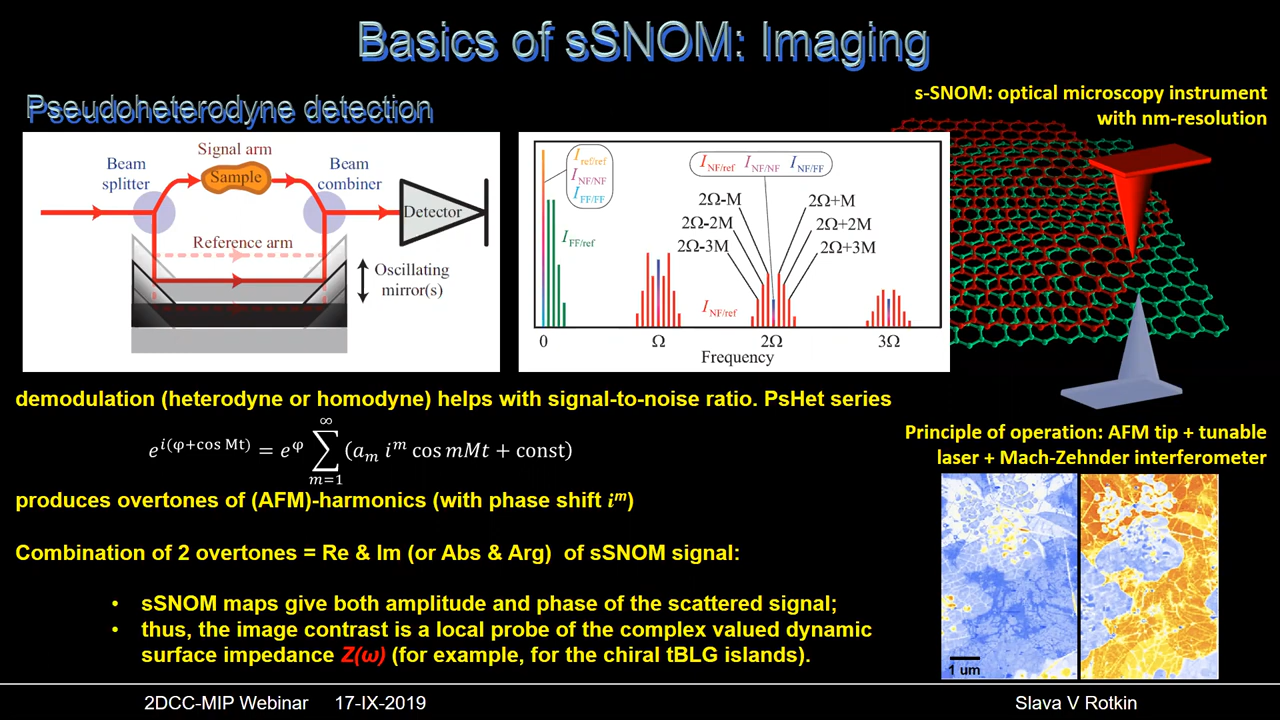 Basics of sSNOM: Imaging
Pseudoheterodyne detection
s-SNOM: optical microscopy instrument
with nm-resolution
Signal arm
Beam
splitter
Sample
Beam
combiner
Detector
Reference arm
Oscillating
mirror(s)
I_ref/ref
I_NF/NF
I_FF/FF
I_FF/ref
I_NF/ref I_NF/NF I_NF/FF
2Ω-M
2Ω-2M
2Ω-3M
2Ω+M
2Ω+2M
2Ω+3M
I_NF/ref
0 Ω 2Ω 3Ω
Frequency
demodulation (heterodyne or homodyne) helps with signal-to-noise ratio. PsHet series
e^{i(φ+cos Mt)} = e^φ ∑_{m=1}^{∞} (a_m i^m cos mMt + const)
produces overtones of (AFM)-harmonics (with phase shift i^m)
Combination of 2 overtones = Re & Im (or Abs & Arg) of sSNOM signal:
• sSNOM maps give both amplitude and phase of the scattered signal;
• thus, the image contrast is a local probe of the complex valued dynamic
surface impedance Z(ω) (for example, for the chiral tBLG islands).
Principle of operation: AFM tip + tunable
laser + Mach-Zehnder interferometer
1 um
2DCC-MIP Webinar 17-IX-2019
Slava V Rotkin